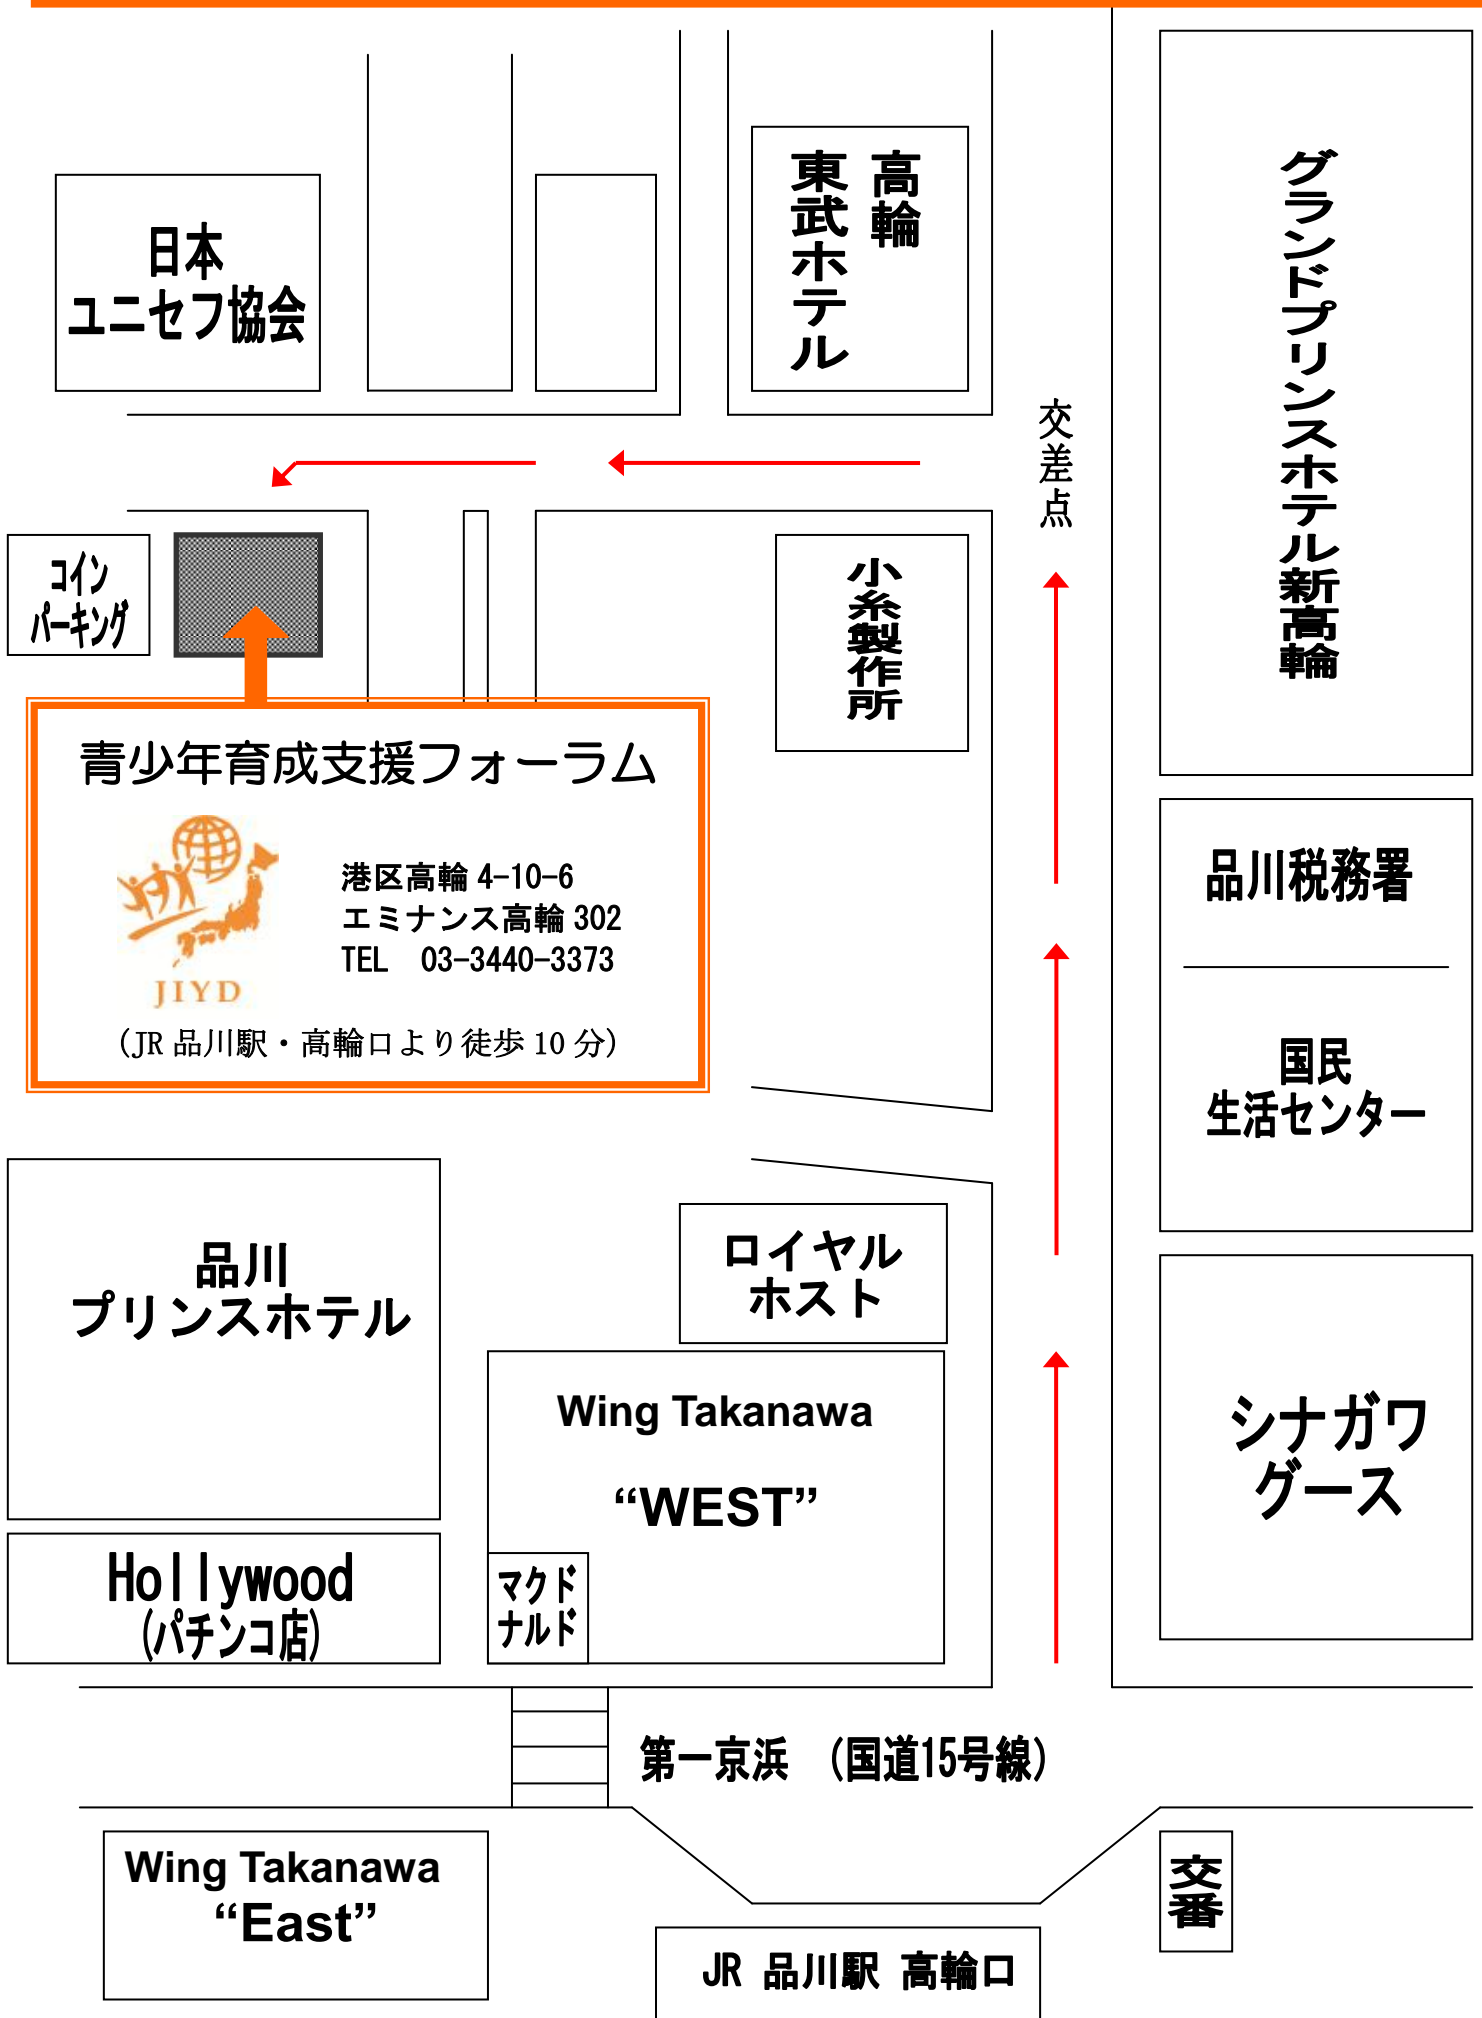 日本
ユニセフ協会
高輪
東武ホテル
グランドプリンスホテル新高輪
交差点
コイン
パーキング
小糸製作所
青少年育成支援フォーラム
港区高輪 4-10-6
エミナンス高輪 302
TEL 03-3440-3373
JIYD
(JR 品川駅・高輪口より徒歩 10 分)
品川税務署
国民
生活センター
品川
プリンスホテル
ロイヤル
ホスト
Wing Takanawa
“WEST”
シナガワ
グース
Hollywood
(パチンコ店)
マクド
ナルド
第一京浜 (国道15号線)
Wing Takanawa
“East”
交番
JR 品川駅 高輪口